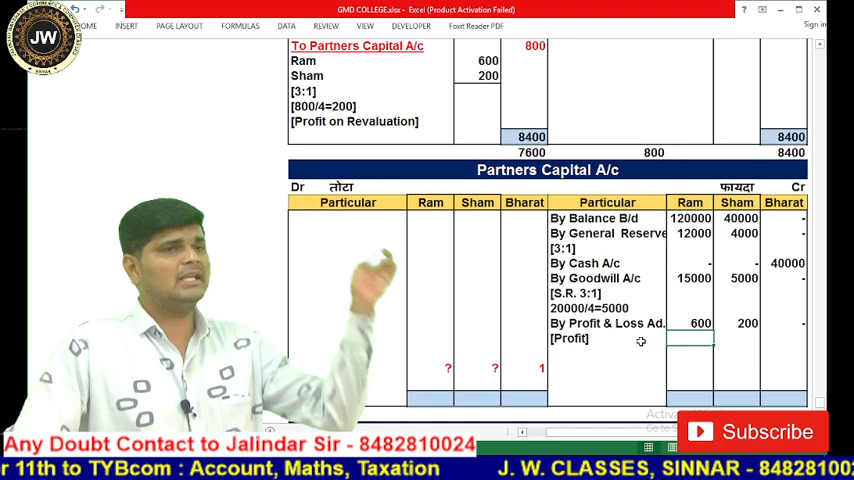 GMD COLLEGE.xlsx - Excel (Product Activation Failed)
HOME INSERT PAGE LAYOUT FORMULAS DATA REVIEW VIEW DEVELOPER Foxit Reader PDF Sign in
JW
To Partners Capital A/c 800
Ram 600
Sham 200
[3:1]
[800/4=200]
[Profit on Revaluation]
8400 8400
7600 800 8400
Partners Capital A/c
Dr तोटा फायदा Cr
Particular Ram Sham Bharat Particular Ram Sham Bharat
By Balance B/d 120000 40000 -
By General Reserve 12000 4000 -
[3:1]
By Cash A/c - - 40000
By Goodwill A/c 15000 5000 -
[S.R. 3:1]
20000/4=5000
By Profit & Loss Ad. 600 200 -
[Profit]
? ? 1
Subscribe
Any Doubt Contact to Jalindar Sir - 8482810024
r 11th to TYBcom : Account, Maths, Taxation J. W. CLASSES, SINNAR - 848281002